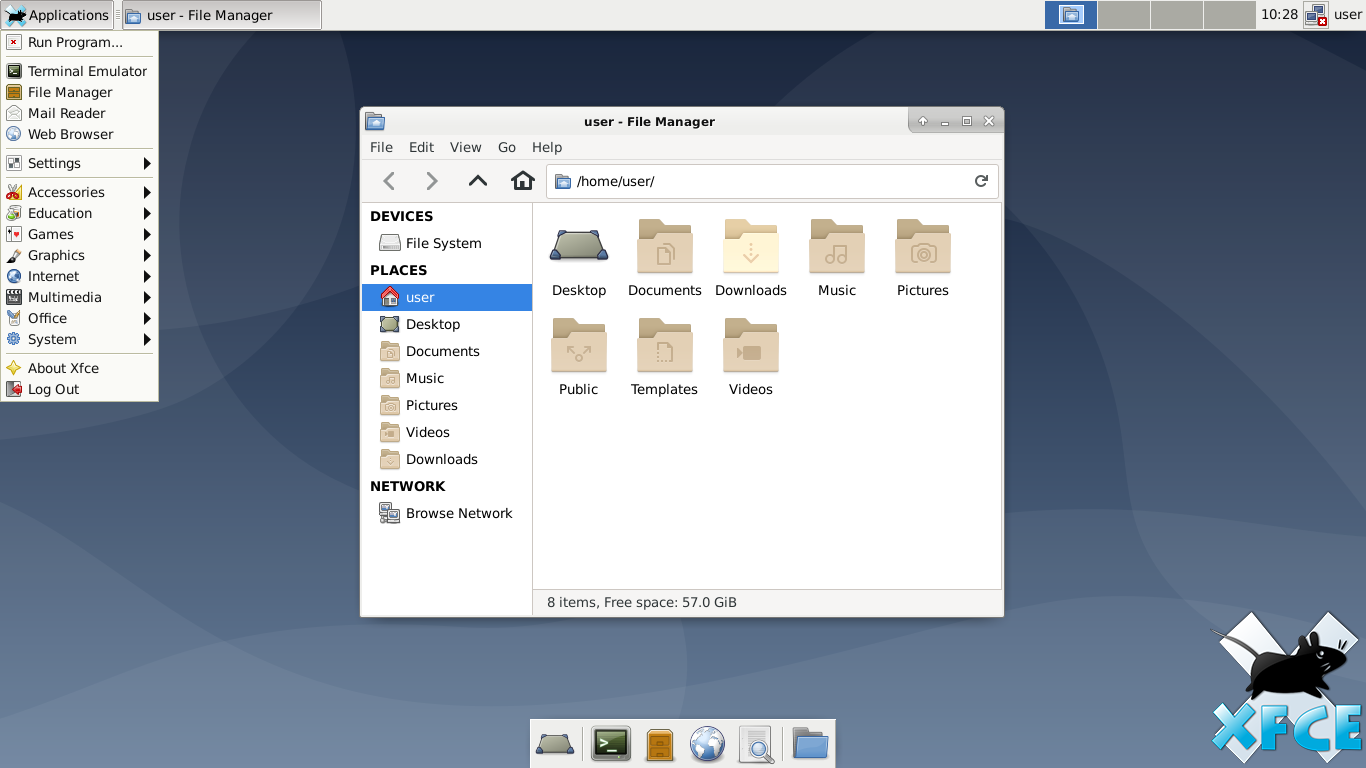 Applications
user - File Manager
10:28
user
Run Program...
Terminal Emulator
File Manager
Mail Reader
Web Browser
Settings
Accessories
Education
Games
Graphics
Internet
Multimedia
Office
System
About Xfce
Log Out
user - File Manager
File Edit View Go Help
/home/user/
DEVICES
File System
PLACES
user
Desktop
Documents
Music
Pictures
Videos
Downloads
NETWORK
Browse Network
Desktop Documents Downloads Music Pictures
Public Templates Videos
8 items, Free space: 57.0 GiB
XFCE